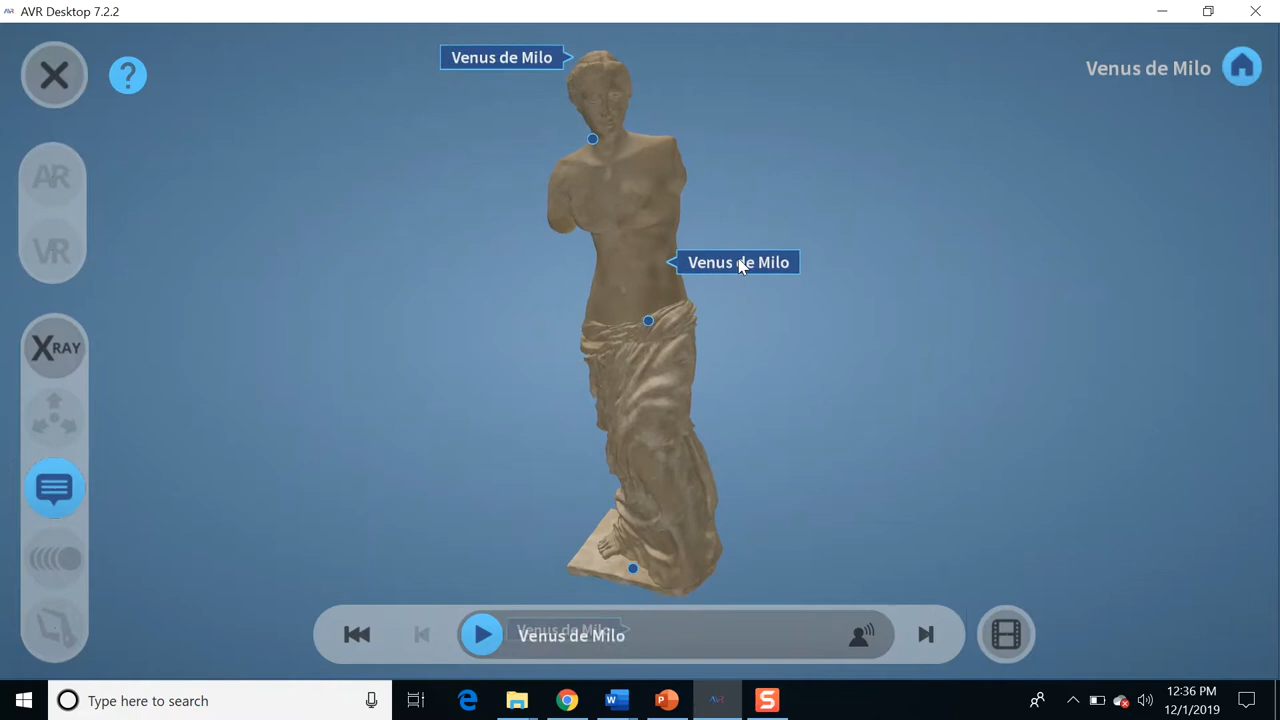 AVR Desktop 7.2.2
Venus de Milo
Venus de Milo
?
AR
VR
Venus de Milo
XRAY
Venus de Milo
Venus de Milo
Type here to search
12:36 PM
12/1/2019